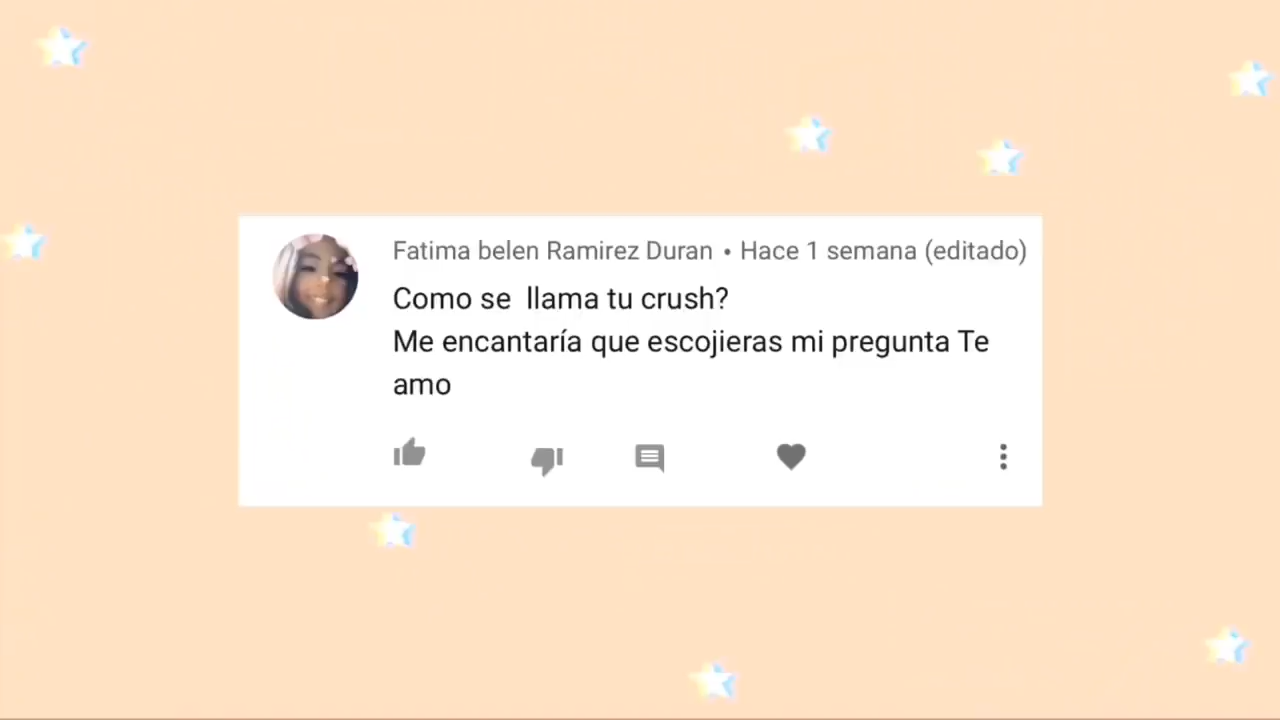 Fatima belen Ramirez Duran • Hace 1 semana (editado)
Como se  llama tu crush?
Me encantaría que escojieras mi pregunta Te
amo